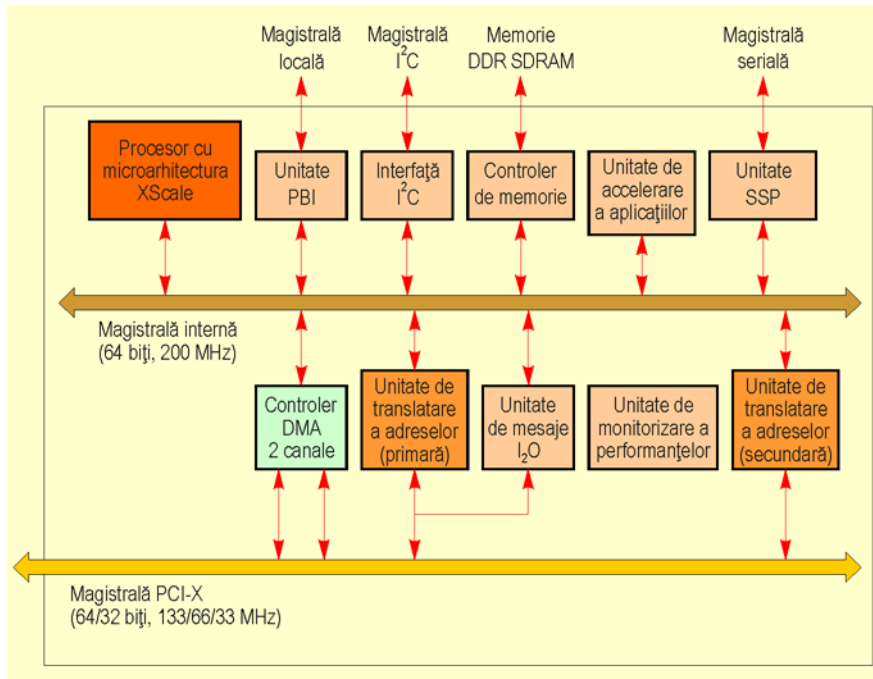 Magistrală
locală
Magistrală
I²C
Memorie
DDR SDRAM
Magistrală
serială
Procesor cu
microarhitectura
XScale
Unitate
PBI
Interfaţă
I²C
Controler
de memorie
Unitate de
accelerare
a aplicaţiilor
Unitate
SSP
Magistrală internă
(64 biţi, 200 MHz)
Controler
DMA
2 canale
Unitate de
translatare
a adreselor
(primară)
Unitate
de mesaje
I₂O
Unitate de
monitorizare a
performanţelor
Unitate de
translatare
a adreselor
(secundară)
Magistrală PCI-X
(64/32 biţi, 133/66/33 MHz)